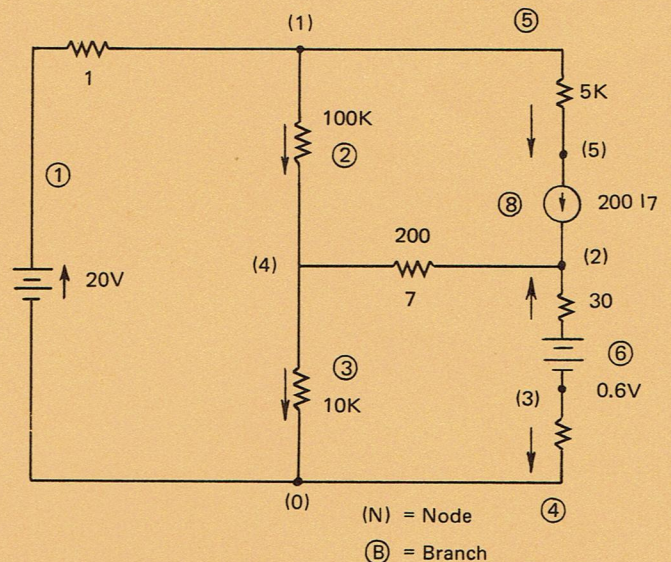 (1)
⑤
1
100K
②
5K
(5)
①
⑧
200 I7
200
(4)
(2)
7
20V
30
③
⑥
10K
(3)
0.6V
(0)
(N) = Node
④
Ⓑ = Branch